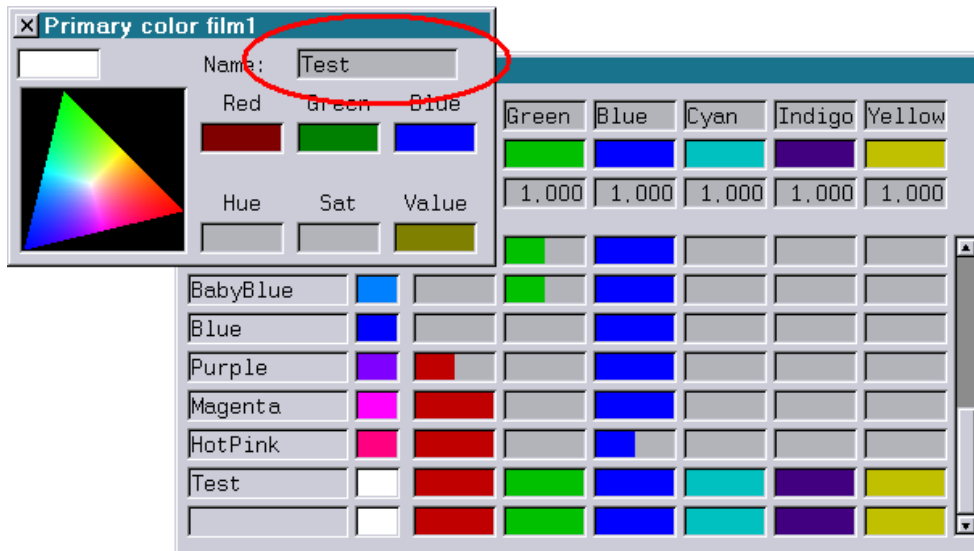 Primary color film1
Name: Test
Red Green Blue
Hue Sat Value
Green Blue Cyan Indigo Yellow
1.000 1.000 1.000 1.000 1.000
BabyBlue
Blue
Purple
Magenta
HotPink
Test